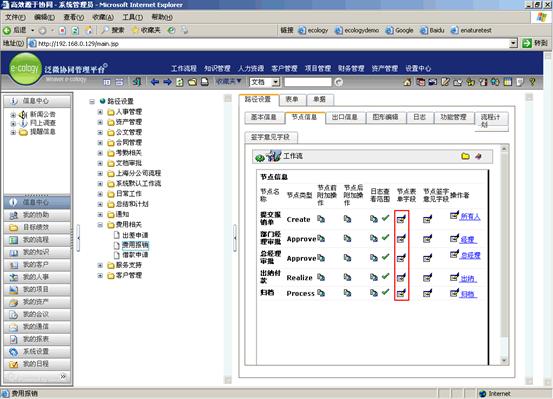 高效源于协同 - 系统管理员 - Microsoft Internet Explorer
文件(F) 编辑(E) 查看(V) 收藏(A) 工具(T) 帮助(H)
后退 搜索 收藏夹 链接 ecology ecologydemo Google Baidu enaturetest
地址(D) http://192.168.0.129/main.jsp 转到
e-cology 泛微协同管理平台
Weaver e-cology
工作流程 知识管理 人力资源 资产管理 客户管理 项目管理 财务管理 资产管理 设置中心
收藏夹 文档
信息中心
新闻公告
网上调查
提醒信息
信息中心
我的协助
目标绩效
我的流程
我的知识
我的客户
我的人事
我的项目
我的资产
我的会议
我的通信
我的报表
系统设置
我的日程
路径设置
人事管理
资产管理
公文管理
合同管理
考勤相关
文档审批
上海分公司流程
系统默认工作流
日常工作
总结和计划
通知
费用相关
出差申请
费用报销
借款申请
服务支持
客户管理
路径设置 表单 单据
基本信息 节点信息 出口信息 图形编辑 日志 功能管理 流程计划
签字意见字段
工作流
节点信息
节点名称 节点类型 节点前附加操作 节点后附加操作 日志查看范围 节点表单字段 节点签字意见字段 操作者
提交报销单 Create 所有人
部门经理审批 Approve 经理
总经理审批 Approve 总经理
出纳付款 Realize 出纳
归档 Process 归档
费用报销 Internet